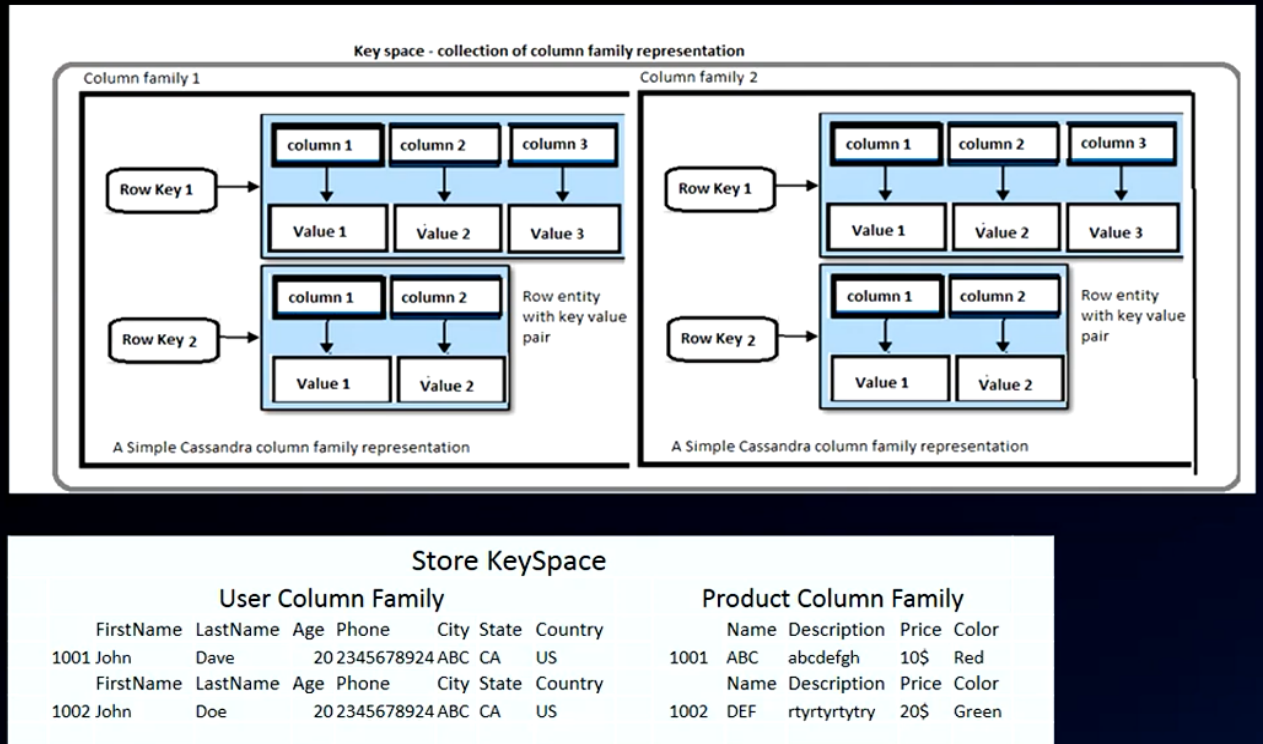 Key space - collection of column family representation
Column family 1
column 1 column 2 column 3
Row Key 1
Value 1 Value 2 Value 3
column 1 column 2
Row entity
with key value
pair
Row Key 2
Value 1 Value 2
A Simple Cassandra column family representation
Column family 2
column 1 column 2 column 3
Row Key 1
Value 1 Value 2 Value 3
column 1 column 2
Row entity
with key value
pair
Row Key 2
Value 1 Value 2
A Simple Cassandra column family representation
Store KeySpace
User Column Family
FirstName LastName Age Phone City State Country
1001 John Dave 20 2345678924 ABC CA US
FirstName LastName Age Phone City State Country
1002 John Doe 20 2345678924 ABC CA US
Product Column Family
Name Description Price Color
1001 ABC abcdefgh 10$ Red
Name Description Price Color
1002 DEF rtyrtyrtytry 20$ Green